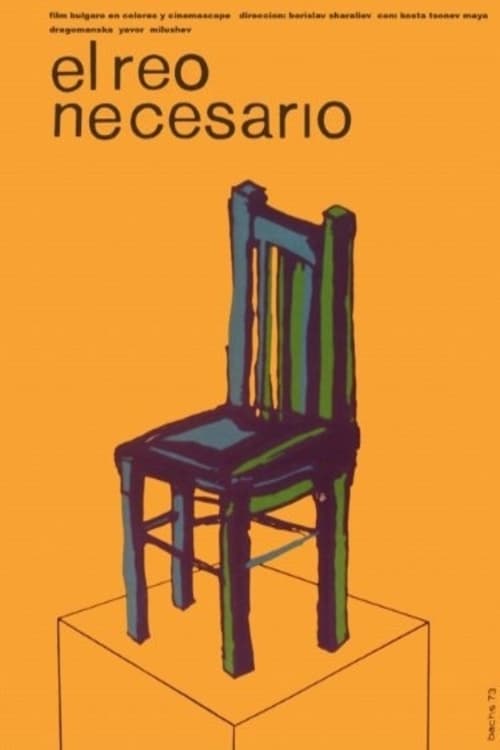 film bulgaro en colores y cinemascope direccion: borislav sharaliev con: kosta tsonev maya
dragomanska yavor milushev
el reo
necesario
bachs 73